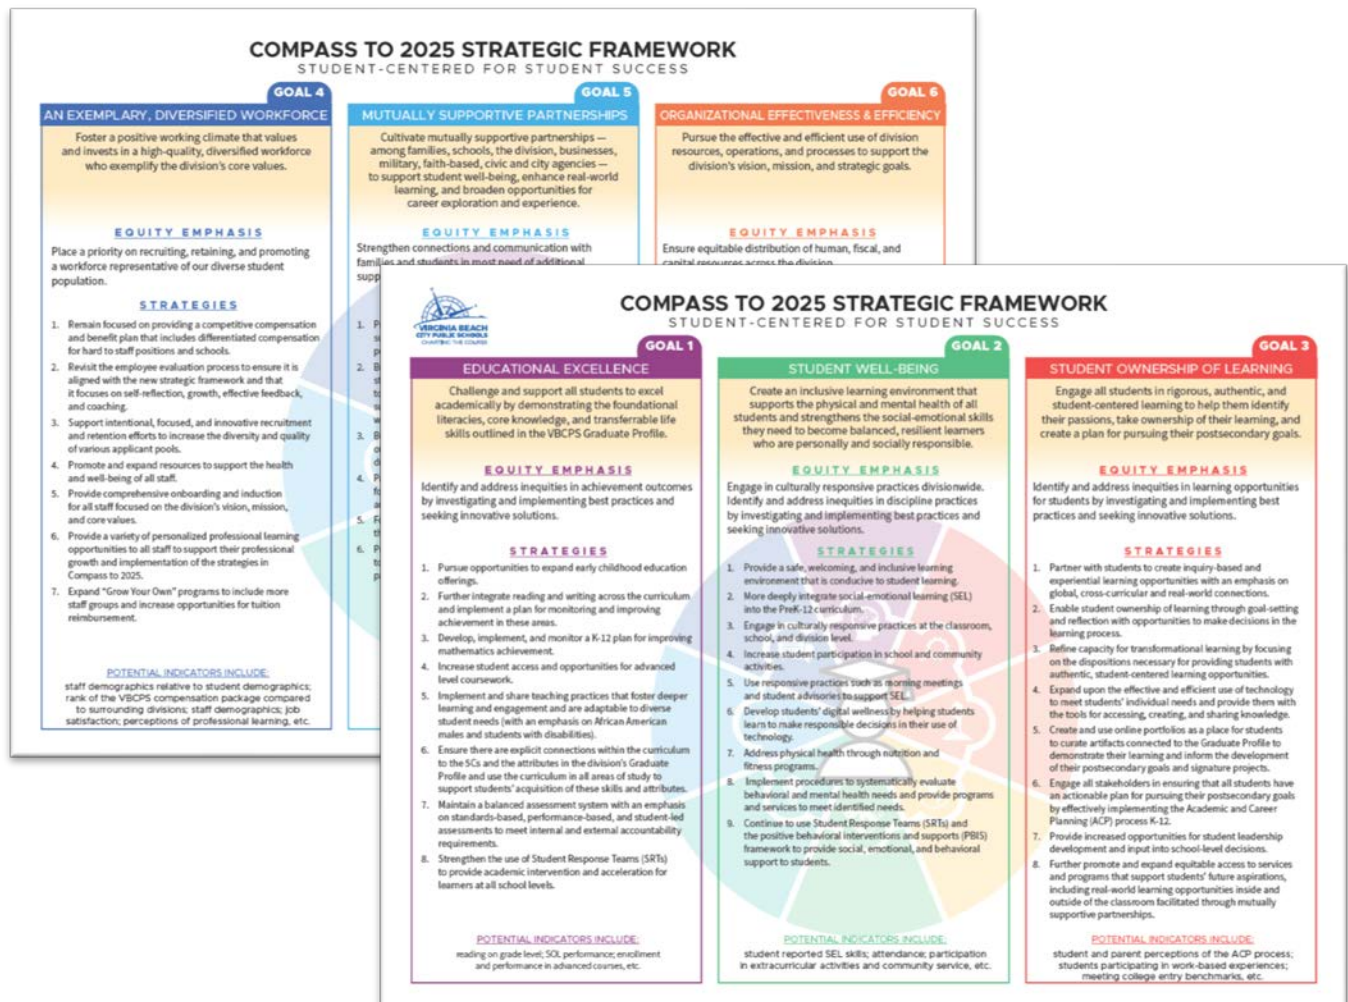 COMPASS TO 2025 STRATEGIC FRAMEWORK
STUDENT-CENTERED FOR STUDENT SUCCESS
GOAL 4
AN EXEMPLARY, DIVERSIFIED WORKFORCE
Foster a positive working climate that values
and invests in a high-quality, diversified workforce
who exemplify the division's core values.
EQUITY EMPHASIS
Place a priority on recruiting, retaining, and promoting
a workforce representative of our diverse student
population.
STRATEGIES
1. Remain focused on providing a competitive compensation
and benefit plan that includes differentiated compensation
for hard to staff positions and schools.
2. Revisit the employee evaluation process to ensure it is
aligned with the new strategic framework and that
it focuses on self-reflection, growth, effective feedback,
and coaching.
3. Support intentional, focused, and innovative recruitment
and retention efforts to increase the diversity and quality
of various applicant pools.
4. Promote and expand resources to support the health
and well-being of all staff.
5. Provide comprehensive onboarding and induction
for all staff focused on the division's vision, mission,
and core values.
6. Provide a variety of personalized professional learning
opportunities to all staff to support their professional
growth and implementation of the strategies in
Compass to 2025.
7. Expand "Grow Your Own" programs to include more
staff groups and increase opportunities for tuition
reimbursement.
POTENTIAL INDICATORS INCLUDE:
staff demographics relative to student demographics;
rank of the VBCPS compensation package compared
to surrounding divisions; staff demographics; job
satisfaction; perceptions of professional learning, etc.
GOAL 5
MUTUALLY SUPPORTIVE PARTNERSHIPS
Cultivate mutually supportive partnerships —
among families, schools, the division, businesses,
military, faith-based, civic and city agencies —
to support student well-being, enhance real-world
learning, and broaden opportunities for
career exploration and experience.
EQUITY EMPHASIS
Strengthen connections and communication with
families and students in most need of additional
supp
1. P
2. B
3. B
4. P
5. F
6. P
GOAL 6
ORGANIZATIONAL EFFECTIVENESS & EFFICIENCY
Pursue the effective and efficient use of division
resources, operations, and processes to support the
division's vision, mission, and strategic goals.
EQUITY EMPHASIS
Ensure equitable distribution of human, fiscal, and
capital resources across the division.
VIRGINIA BEACH
CITY PUBLIC SCHOOLS
CHARTING THE COURSE
COMPASS TO 2025 STRATEGIC FRAMEWORK
STUDENT-CENTERED FOR STUDENT SUCCESS
GOAL 1
EDUCATIONAL EXCELLENCE
Challenge and support all students to excel
academically by demonstrating the foundational
literacies, core knowledge, and transferrable life
skills outlined in the VBCPS Graduate Profile.
EQUITY EMPHASIS
Identify and address inequities in achievement outcomes
by investigating and implementing best practices and
seeking innovative solutions.
STRATEGIES
1. Pursue opportunities to expand early childhood education
offerings.
2. Further integrate reading and writing across the curriculum
and implement a plan for monitoring and improving
achievement in these areas.
3. Develop, implement, and monitor a K-12 plan for improving
mathematics achievement.
4. Increase student access and opportunities for advanced
level coursework.
5. Implement and share teaching practices that foster deeper
learning and engagement and are adaptable to diverse
student needs (with an emphasis on African American
males and students with disabilities).
6. Ensure there are explicit connections within the curriculum
to the 5Cs and the attributes in the division's Graduate
Profile and use the curriculum in all areas of study to
support students' acquisition of these skills and attributes.
7. Maintain a balanced assessment system with an emphasis
on standards-based, performance-based, and student-led
assessments to meet internal and external accountability
requirements.
8. Strengthen the use of Student Response Teams (SRTs)
to provide academic intervention and acceleration for
learners at all school levels.
POTENTIAL INDICATORS INCLUDE:
reading on grade level; SOL performance; enrollment
and performance in advanced courses, etc.
GOAL 2
STUDENT WELL-BEING
Create an inclusive learning environment that
supports the physical and mental health of all
students and strengthens the social-emotional skills
they need to become balanced, resilient learners
who are personally and socially responsible.
EQUITY EMPHASIS
Engage in culturally responsive practices divisionwide.
Identify and address inequities in discipline practices
by investigating and implementing best practices and
seeking innovative solutions.
STRATEGIES
1. Provide a safe, welcoming, and inclusive learning
environment that is conducive to student learning.
2. More deeply integrate social-emotional learning (SEL)
into the PreK-12 curriculum.
3. Engage in culturally responsive practices at the classroom,
school, and division level.
4. Increase student participation in school and community
activities.
5. Use responsive practices such as morning meetings
and student advisories to support SEL.
6. Develop students' digital wellness by helping students
learn to make responsible decisions in their use of
technology.
7. Address physical health through nutrition and
fitness programs.
8. Implement procedures to systematically evaluate
behavioral and mental health needs and provide programs
and services to meet identified needs.
9. Continue to use Student Response Teams (SRTs) and
the positive behavioral interventions and supports (PBIS)
framework to provide social, emotional, and behavioral
support to students.
POTENTIAL INDICATORS INCLUDE:
student reported SEL skills; attendance; participation
in extracurricular activities and community service, etc.
GOAL 3
STUDENT OWNERSHIP OF LEARNING
Engage all students in rigorous, authentic, and
student-centered learning to help them identify
their passions, take ownership of their learning, and
create a plan for pursuing their postsecondary goals.
EQUITY EMPHASIS
Identify and address inequities in learning opportunities
for students by investigating and implementing best
practices and seeking innovative solutions.
STRATEGIES
1. Partner with students to create inquiry-based and
experiential learning opportunities with an emphasis on
global, cross-curricular and real-world connections.
2. Enable student ownership of learning through goal-setting
and reflection with opportunities to make decisions in the
learning process.
3. Refine capacity for transformational learning by focusing
on the dispositions necessary for providing students with
authentic, student-centered learning opportunities.
4. Expand upon the effective and efficient use of technology
to meet students' individual needs and provide them with
the tools for accessing, creating, and sharing knowledge.
5. Create and use online portfolios as a place for students
to curate artifacts connected to the Graduate Profile to
demonstrate their learning and inform the development
of their postsecondary goals and signature projects.
6. Engage all stakeholders in ensuring that all students have
an actionable plan for pursuing their postsecondary goals
by effectively implementing the Academic and Career
Planning (ACP) process K-12.
7. Provide increased opportunities for student leadership
development and input into school-level decisions.
8. Further promote and expand equitable access to services
and programs that support students' future aspirations,
including real-world learning opportunities inside and
outside of the classroom facilitated through mutually
supportive partnerships.
POTENTIAL INDICATORS INCLUDE:
student and parent perceptions of the ACP process;
students participating in work-based experiences;
meeting college entry benchmarks, etc.